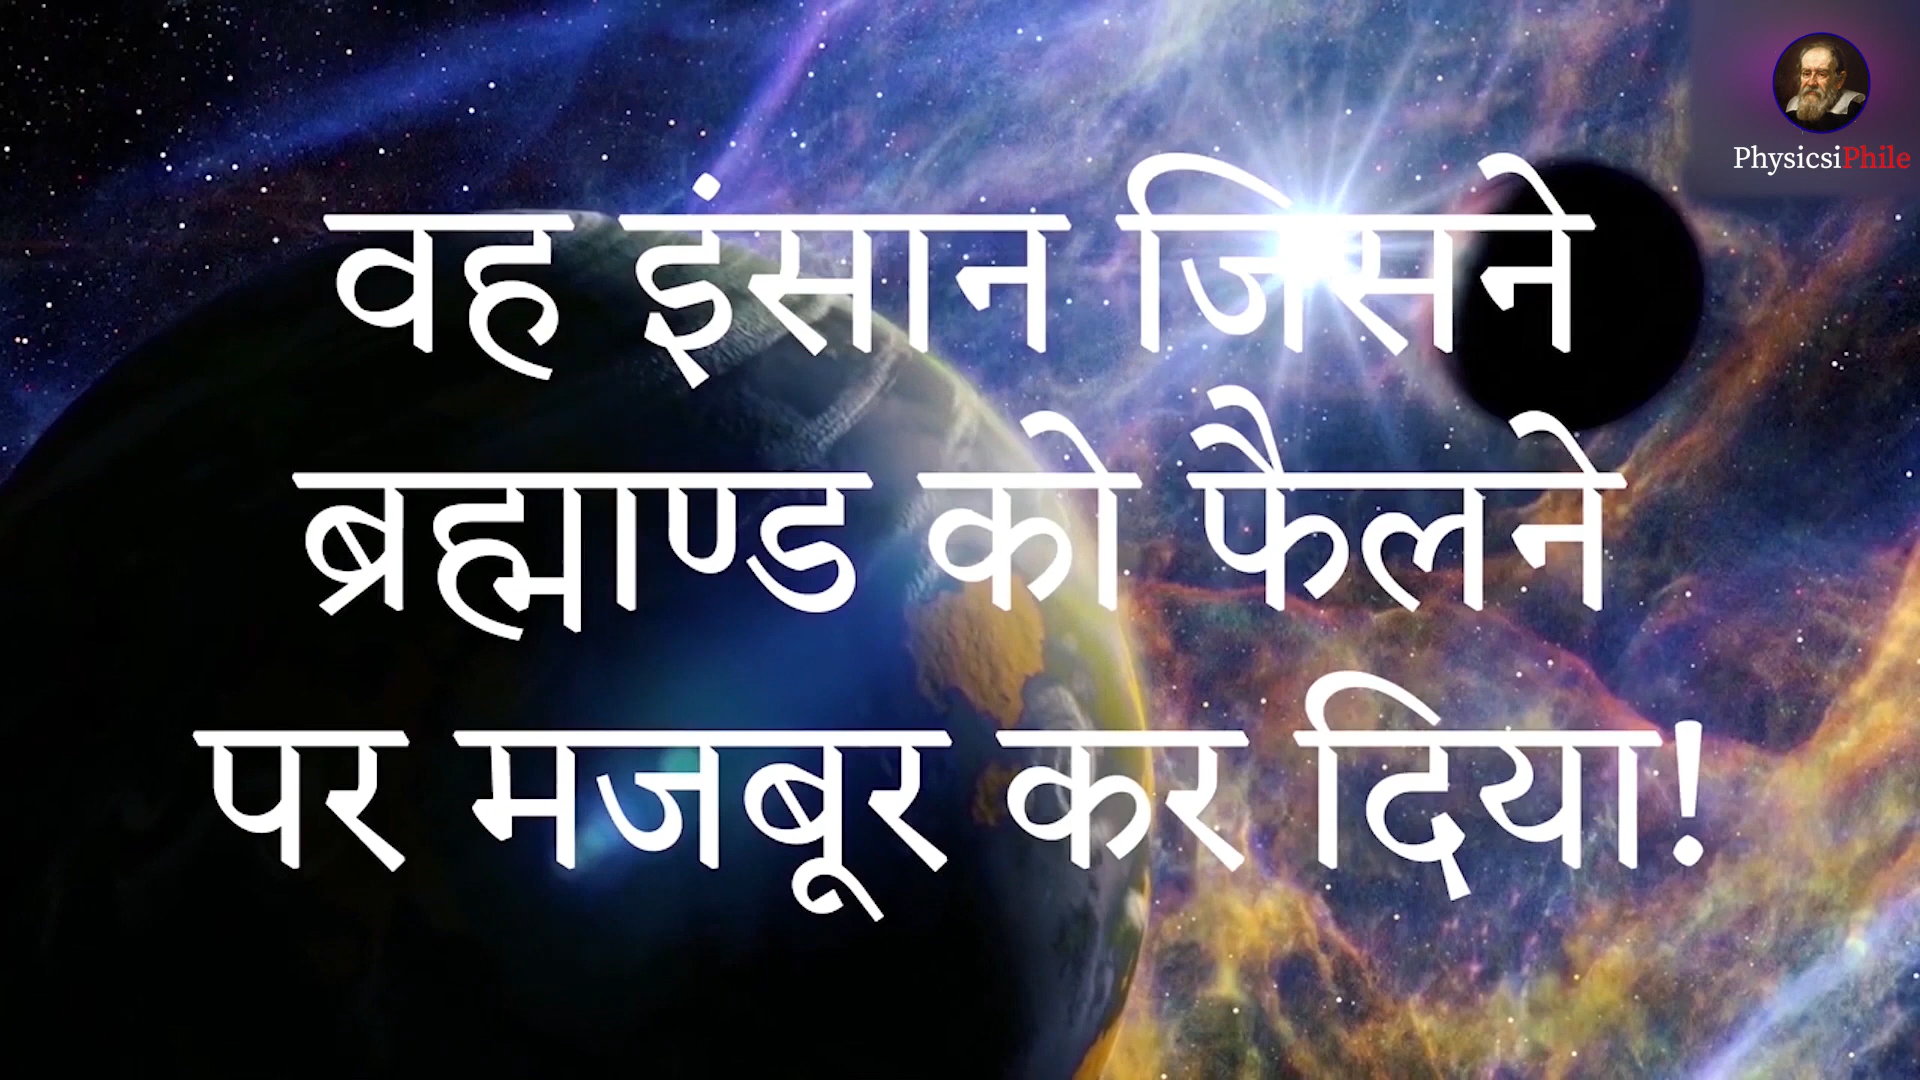 PhysicsiPhile
वह इंसान जिसने
ब्रह्माण्ड को फैलने
पर मजबूर कर दिया!